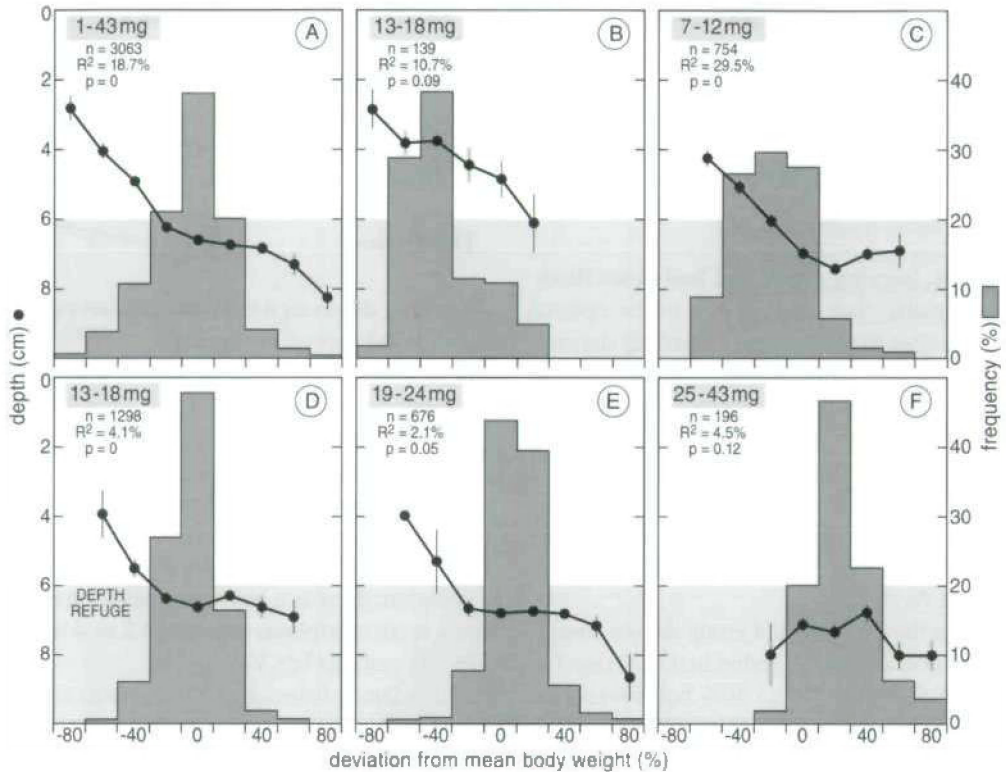 1-43mg
A
n = 3063
R² = 18.7%
p = 0
13-18mg
B
n = 139
R² = 10.7%
p = 0.09
7-12mg
C
n = 754
R² = 29.5%
p = 0
0
2
4
6
8
40
30
20
10
0
depth (cm)
frequency (%)
13-18mg
D
n = 1298
R² = 4.1%
p = 0
DEPTH
REFUGE
19-24mg
E
n = 676
R² = 2.1%
p = 0.05
25-43mg
F
n = 196
R² = 4.5%
p = 0.12
0
2
4
6
8
40
30
20
10
0
-80 -40 0 40 80
-40 0 40
-80 -40 0 40 80
deviation from mean body weight (%)